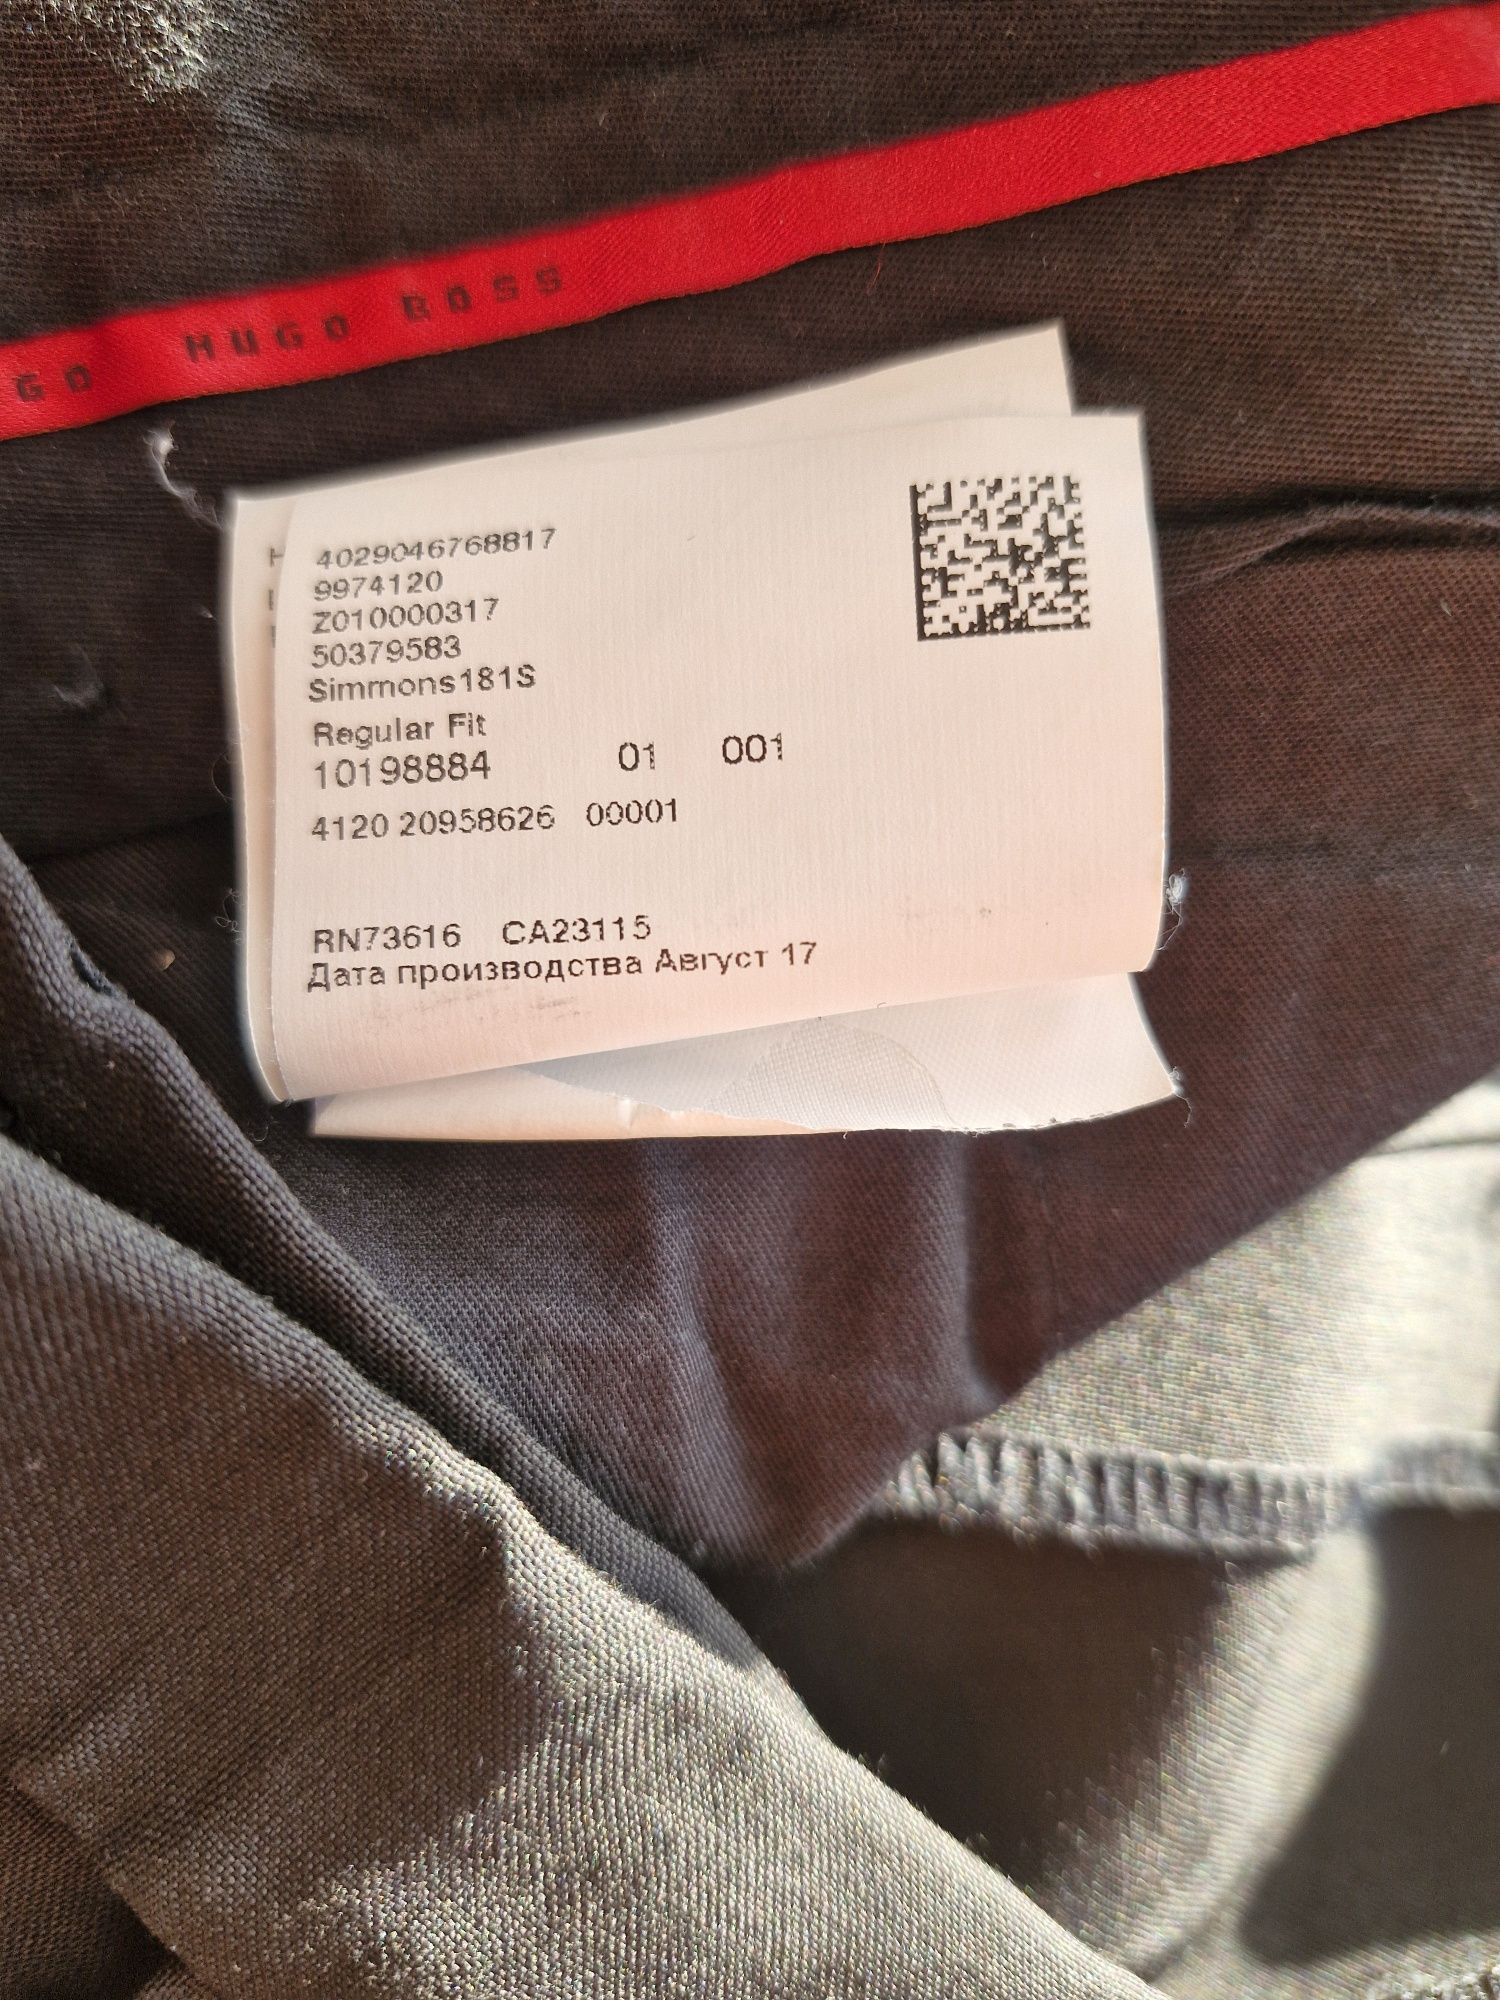 GO HUGO BOSS
4029046768817
9974120
Z010000317
50379583
Simmons181S
Regular Fit
10198884 01 001
4120 20958626 00001
RN73616 CA23115
Дата производства Август 17